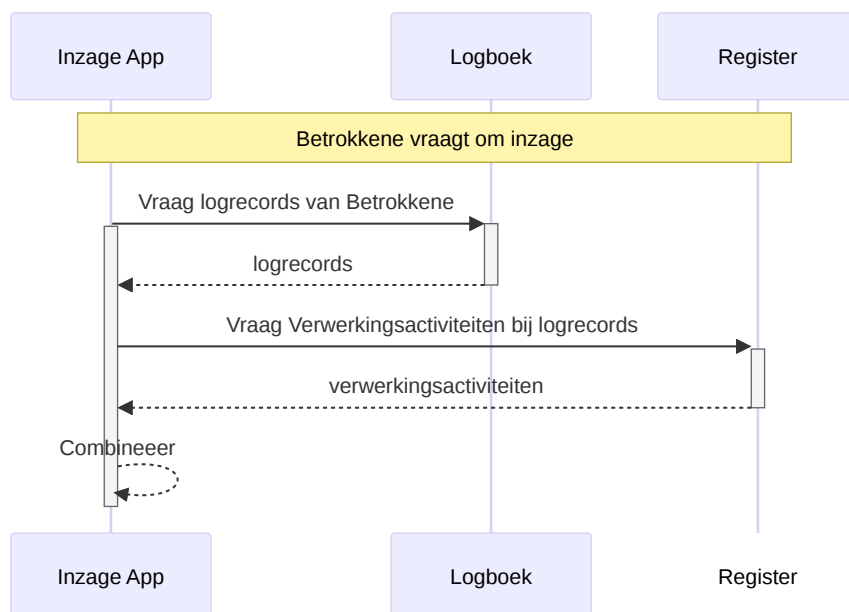 Inzage App
Logboek
Register
Betrokkene vraagt om inzage
Vraag logrecords van Betrokkene
logrecords
Vraag Verwerkingsactiviteiten bij logrecords
verwerkingsactiviteiten
Combineeer
Inzage App
Logboek
Register